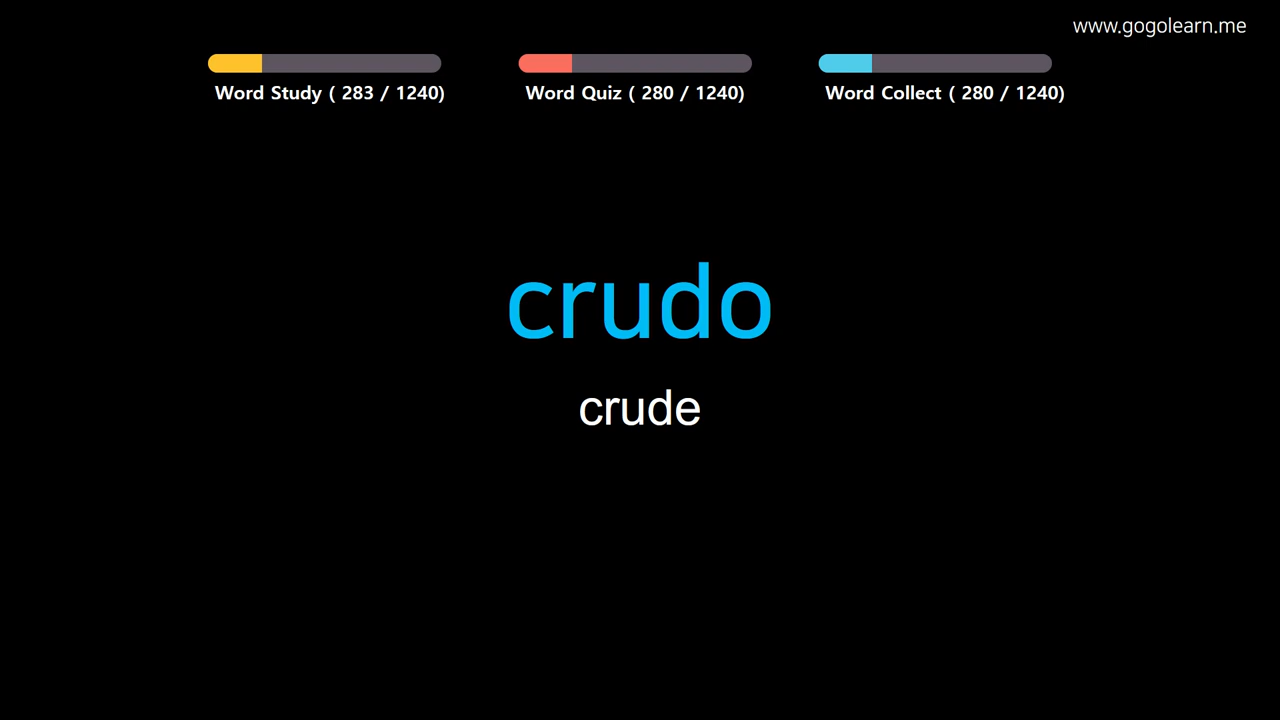 www.gogolearn.me
Word Study ( 283 / 1240)
Word Quiz ( 280 / 1240)
Word Collect ( 280 / 1240)
crudo
crude